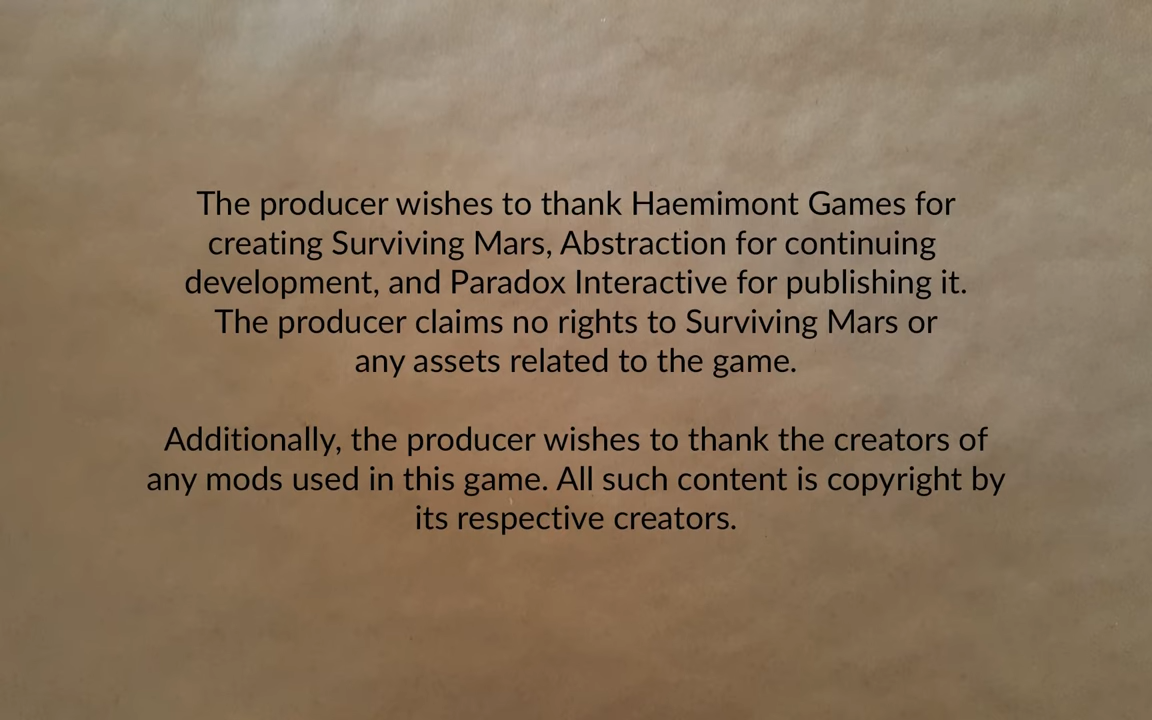 The producer wishes to thank Haemimont Games for
creating Surviving Mars, Abstraction for continuing
development, and Paradox Interactive for publishing it.
The producer claims no rights to Surviving Mars or
any assets related to the game.
Additionally, the producer wishes to thank the creators of
any mods used in this game. All such content is copyright by
its respective creators.